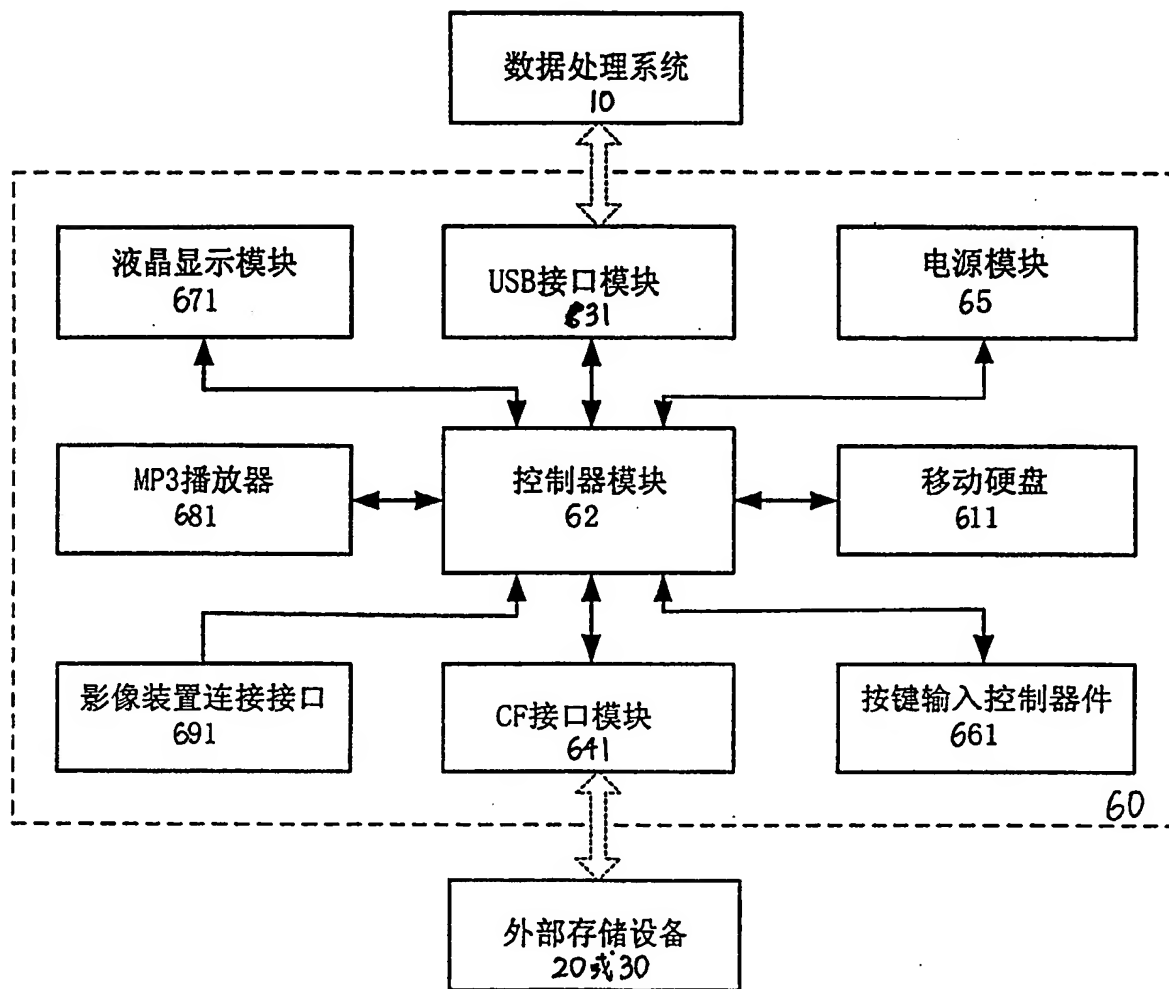 数据处理系统
10
液晶显示模块
671
USB接口模块
631
电源模块
65
MP3播放器
681
控制器模块
62
移动硬盘
611
影像装置连接接口
691
CF接口模块
641
按键输入控制器件
661
60
外部存储设备
20或30